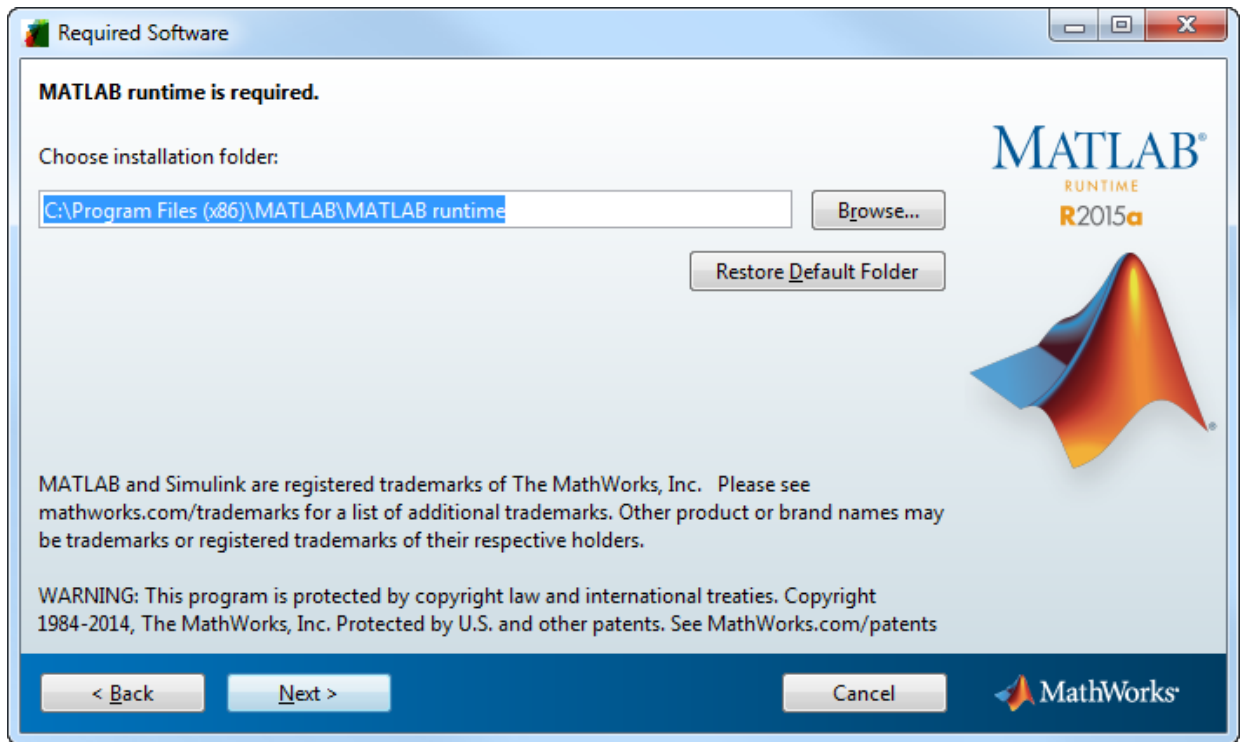 Required Software
MATLAB runtime is required.
Choose installation folder:
C:\Program Files (x86)\MATLAB\MATLAB runtime
Browse...
Restore Default Folder
MATLAB®
RUNTIME
R2015a
®
MATLAB and Simulink are registered trademarks of The MathWorks, Inc.   Please see
mathworks.com/trademarks for a list of additional trademarks. Other product or brand names may
be trademarks or registered trademarks of their respective holders.
WARNING: This program is protected by copyright law and international treaties. Copyright
1984-2014, The MathWorks, Inc. Protected by U.S. and other patents. See MathWorks.com/patents
< Back
Next >
Cancel
MathWorks®